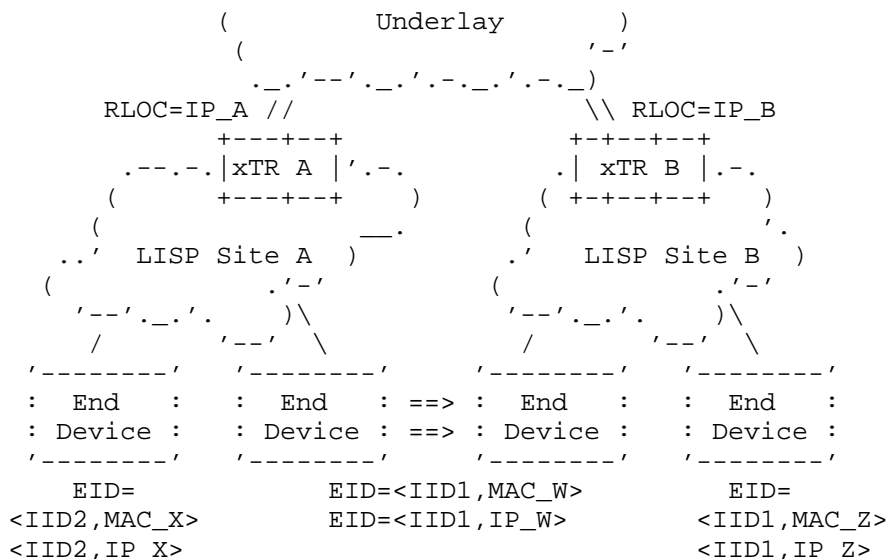 (         Underlay         )
                 (                      '-'
                  ._.'--'._.'.-._.'.-._)
        RLOC=IP_A //                    \\ RLOC=IP_B
                +---+--+                +-+--+--+
         .--.-.|xTR A |'.-.            .| xTR B |.-.
        (       +---+--+     )        ( +-+--+--+   )
       (                  __.        (               '.
     ..'  LISP Site A   )          .'   LISP Site B  )
    (               .'-'          (               .'-'
      '--'._.'.     )\              '--'._.'.     )\
       /        '--'  \              /        '--'  \
   '--------'   '--------'       '--------'   '--------'
   :  End   :   :  End   : ==> :  End   :   :  End   :
   : Device :   : Device : ==> : Device :   : Device :
   '--------'   '--------'       '--------'   '--------'
      EID=             EID=<IID1,MAC_W>          EID=
 <IID2,MAC_X>          EID=<IID1,IP_W>        <IID1,MAC_Z>
 <IID2,IP_X>                                  <IID1,IP_Z>